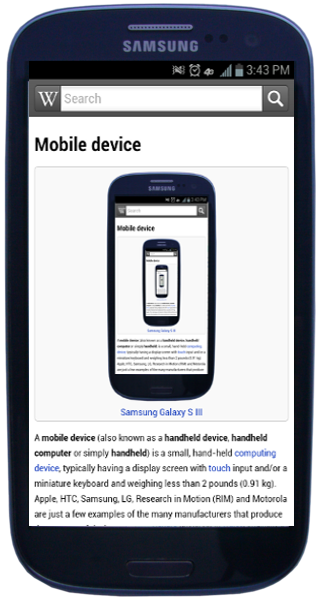 SAMSUNG
3:43 PM
W Search
Mobile device
SAMSUNG
Search
Mobile device
Samsung Galaxy S III
Samsung Galaxy S III
A mobile device (also known as a handheld device, handheld
computer or simply handheld) is a small, hand-held computing
device, typically having a display screen with touch input and/or a
miniature keyboard and weighing less than 2 pounds (0.91 kg).
Apple, HTC, Samsung, LG, Research in Motion (RIM) and Motorola
are just a few examples of the many manufacturers that produce